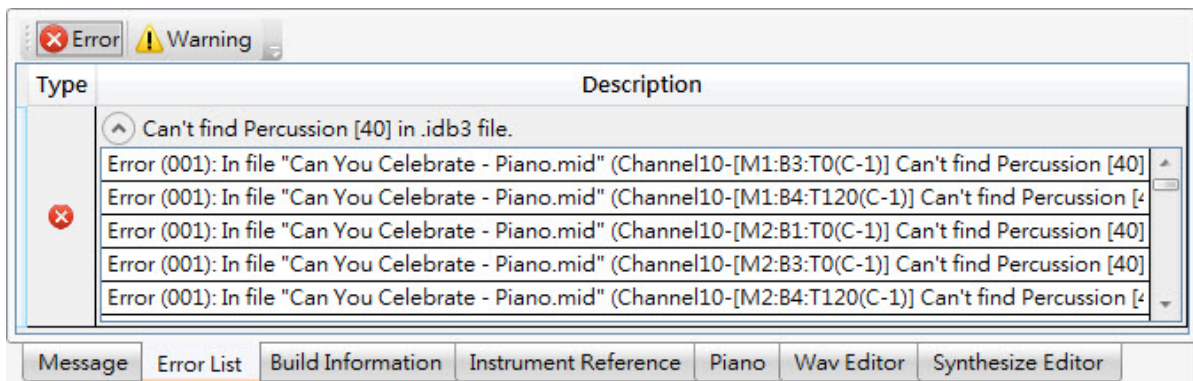 Error Warning
Type Description
Can't find Percussion [40] in .idb3 file.
Error (001): In file "Can You Celebrate - Piano.mid" (Channel10-[M1:B3:T0(C-1)] Can't find Percussion [40]
Error (001): In file "Can You Celebrate - Piano.mid" (Channel10-[M1:B4:T120(C-1)] Can't find Percussion [4
Error (001): In file "Can You Celebrate - Piano.mid" (Channel10-[M2:B1:T0(C-1)] Can't find Percussion [40]
Error (001): In file "Can You Celebrate - Piano.mid" (Channel10-[M2:B3:T0(C-1)] Can't find Percussion [40]
Error (001): In file "Can You Celebrate - Piano.mid" (Channel10-[M2:B4:T120(C-1)] Can't find Percussion [4
Message Error List Build Information Instrument Reference Piano Wav Editor Synthesize Editor